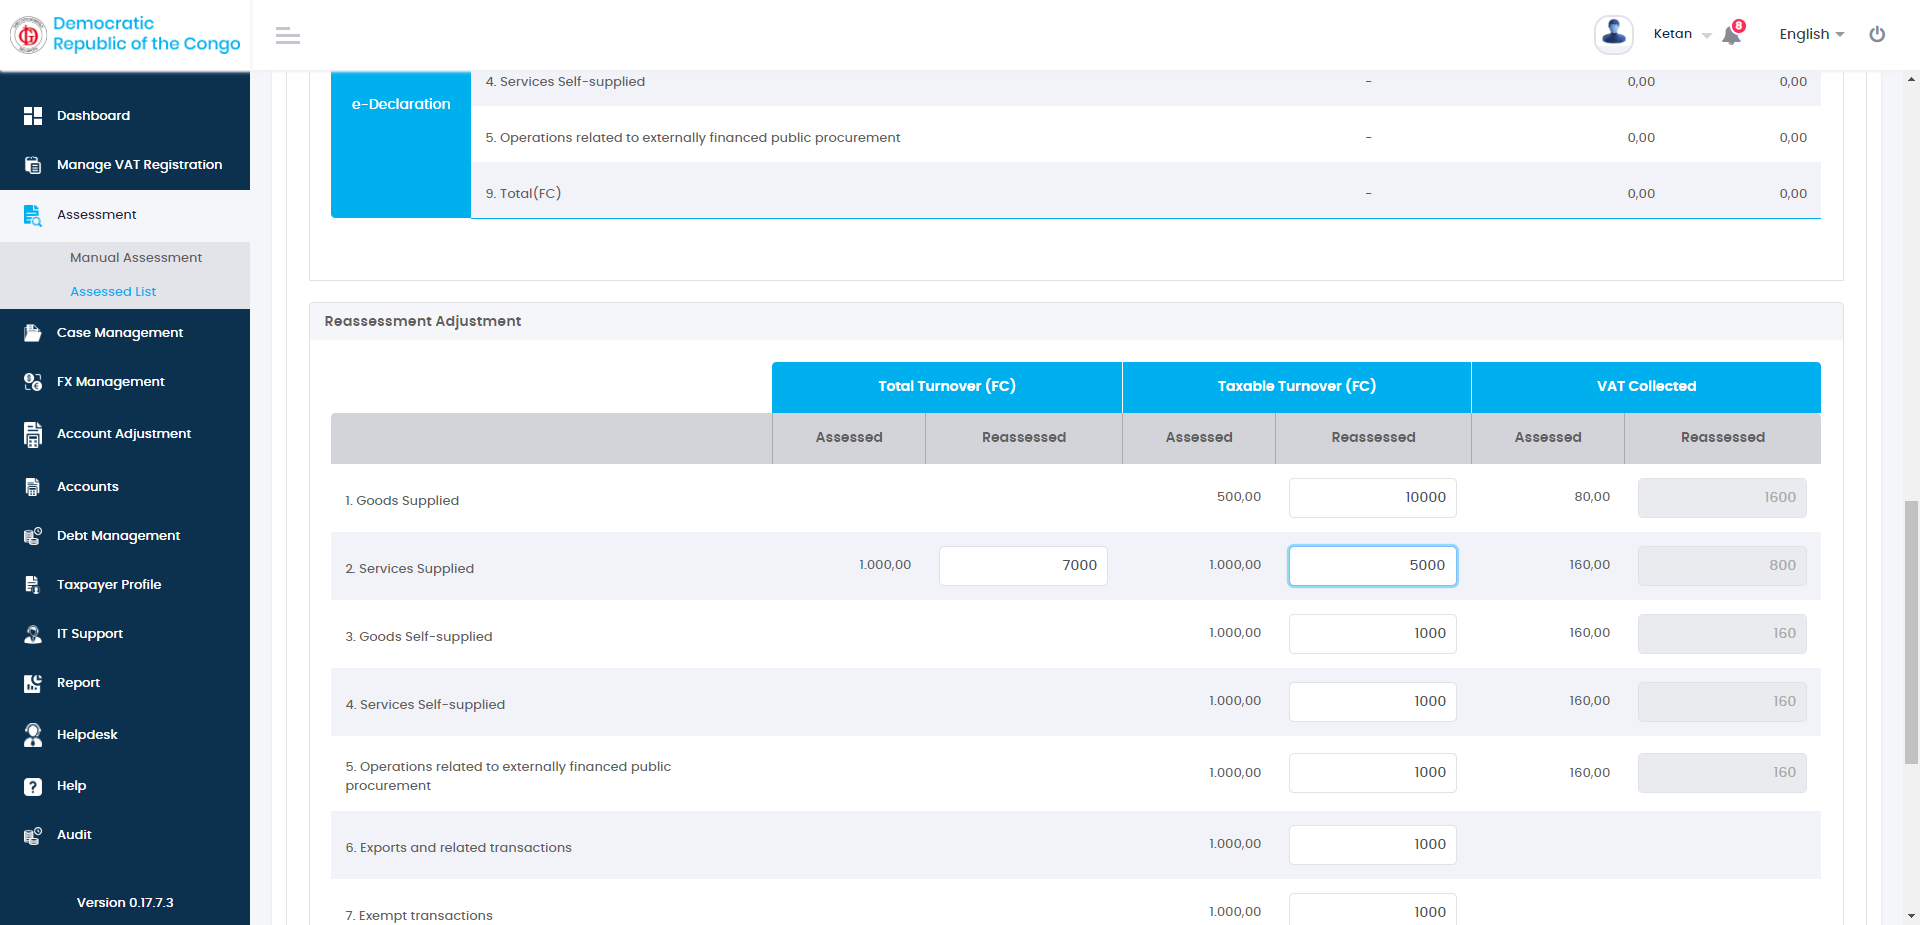 Democratic
Republic of the Congo
Ketan
8
English
Dashboard
Manage VAT Registration
Assessment
Manual Assessment
Assessed List
Case Management
FX Management
Account Adjustment
Accounts
Debt Management
Taxpayer Profile
IT Support
Report
Helpdesk
Help
Audit
Version 0.17.7.3
e-Declaration
4. Services Self-supplied - 0,00 0,00
5. Operations related to externally financed public procurement - 0,00 0,00
9. Total(FC) - 0,00 0,00
Reassessment Adjustment
Total Turnover (FC) Taxable Turnover (FC) VAT Collected
Assessed Reassessed Assessed Reassessed Assessed Reassessed
1. Goods Supplied 500,00 10000 80,00 1600
2. Services Supplied 1.000,00 7000 1.000,00 5000 160,00 800
3. Goods Self-supplied 1.000,00 1000 160,00 160
4. Services Self-supplied 1.000,00 1000 160,00 160
5. Operations related to externally financed public
procurement 1.000,00 1000 160,00 160
6. Exports and related transactions 1.000,00 1000
7. Exempt transactions 1.000,00 1000